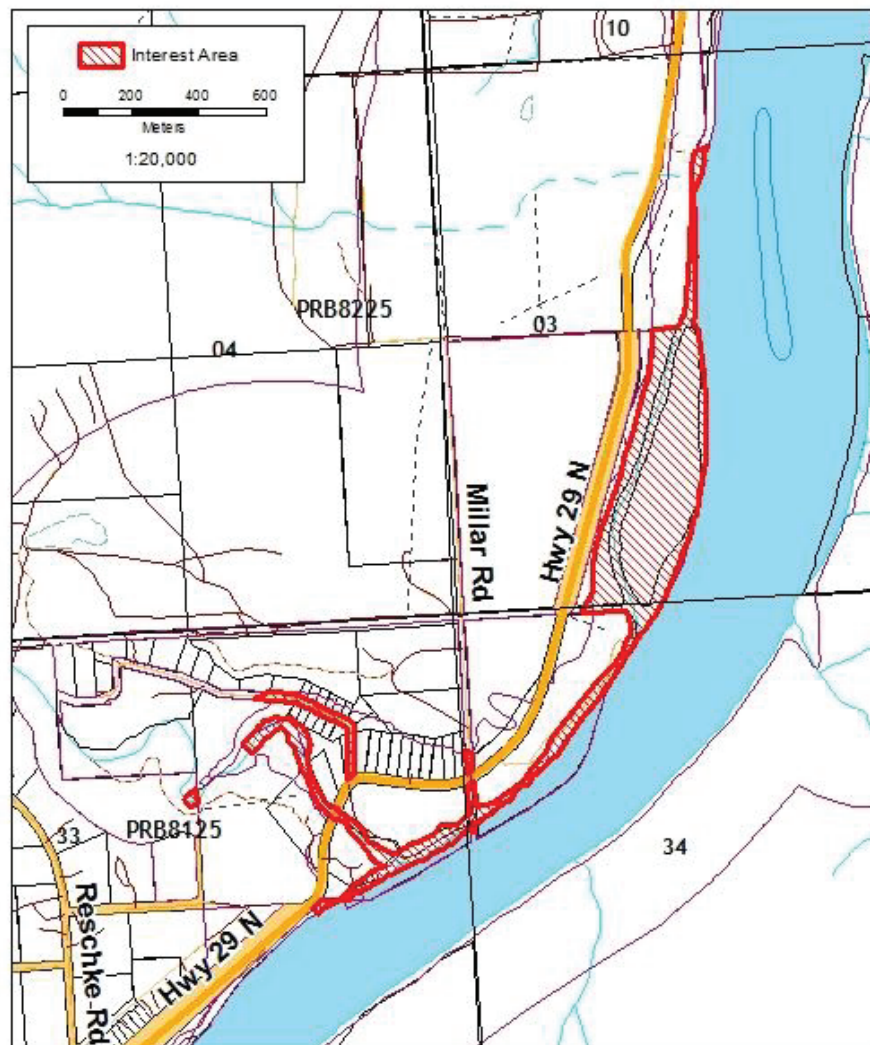 Interest Area
0 200 400 600
Meters
1:20,000
10
PRB8225
03
04
Millar Rd
Hwy 29 N
PRB8125
33
34
Reschke Rd
Hwy 29 N